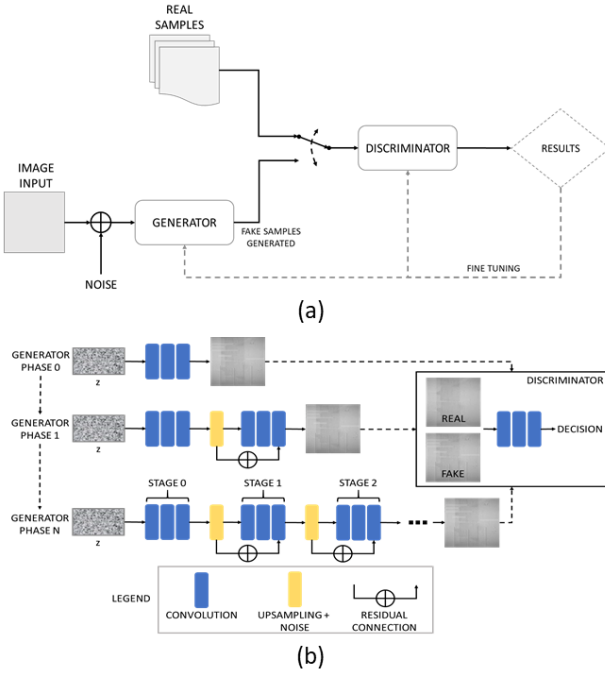 REAL
SAMPLES
IMAGE
INPUT
GENERATOR
DISCRIMINATOR
RESULTS
FAKE SAMPLES
GENERATED
NOISE
FINE TUNING
(a)
GENERATOR
PHASE 0
z
DISCRIMINATOR
GENERATOR
PHASE 1
z
REAL
DECISION
FAKE
STAGE 0
STAGE 1
STAGE 2
GENERATOR
PHASE N
z
LEGEND
CONVOLUTION
UPSAMPLING +
NOISE
RESIDUAL
CONNECTION
(b)